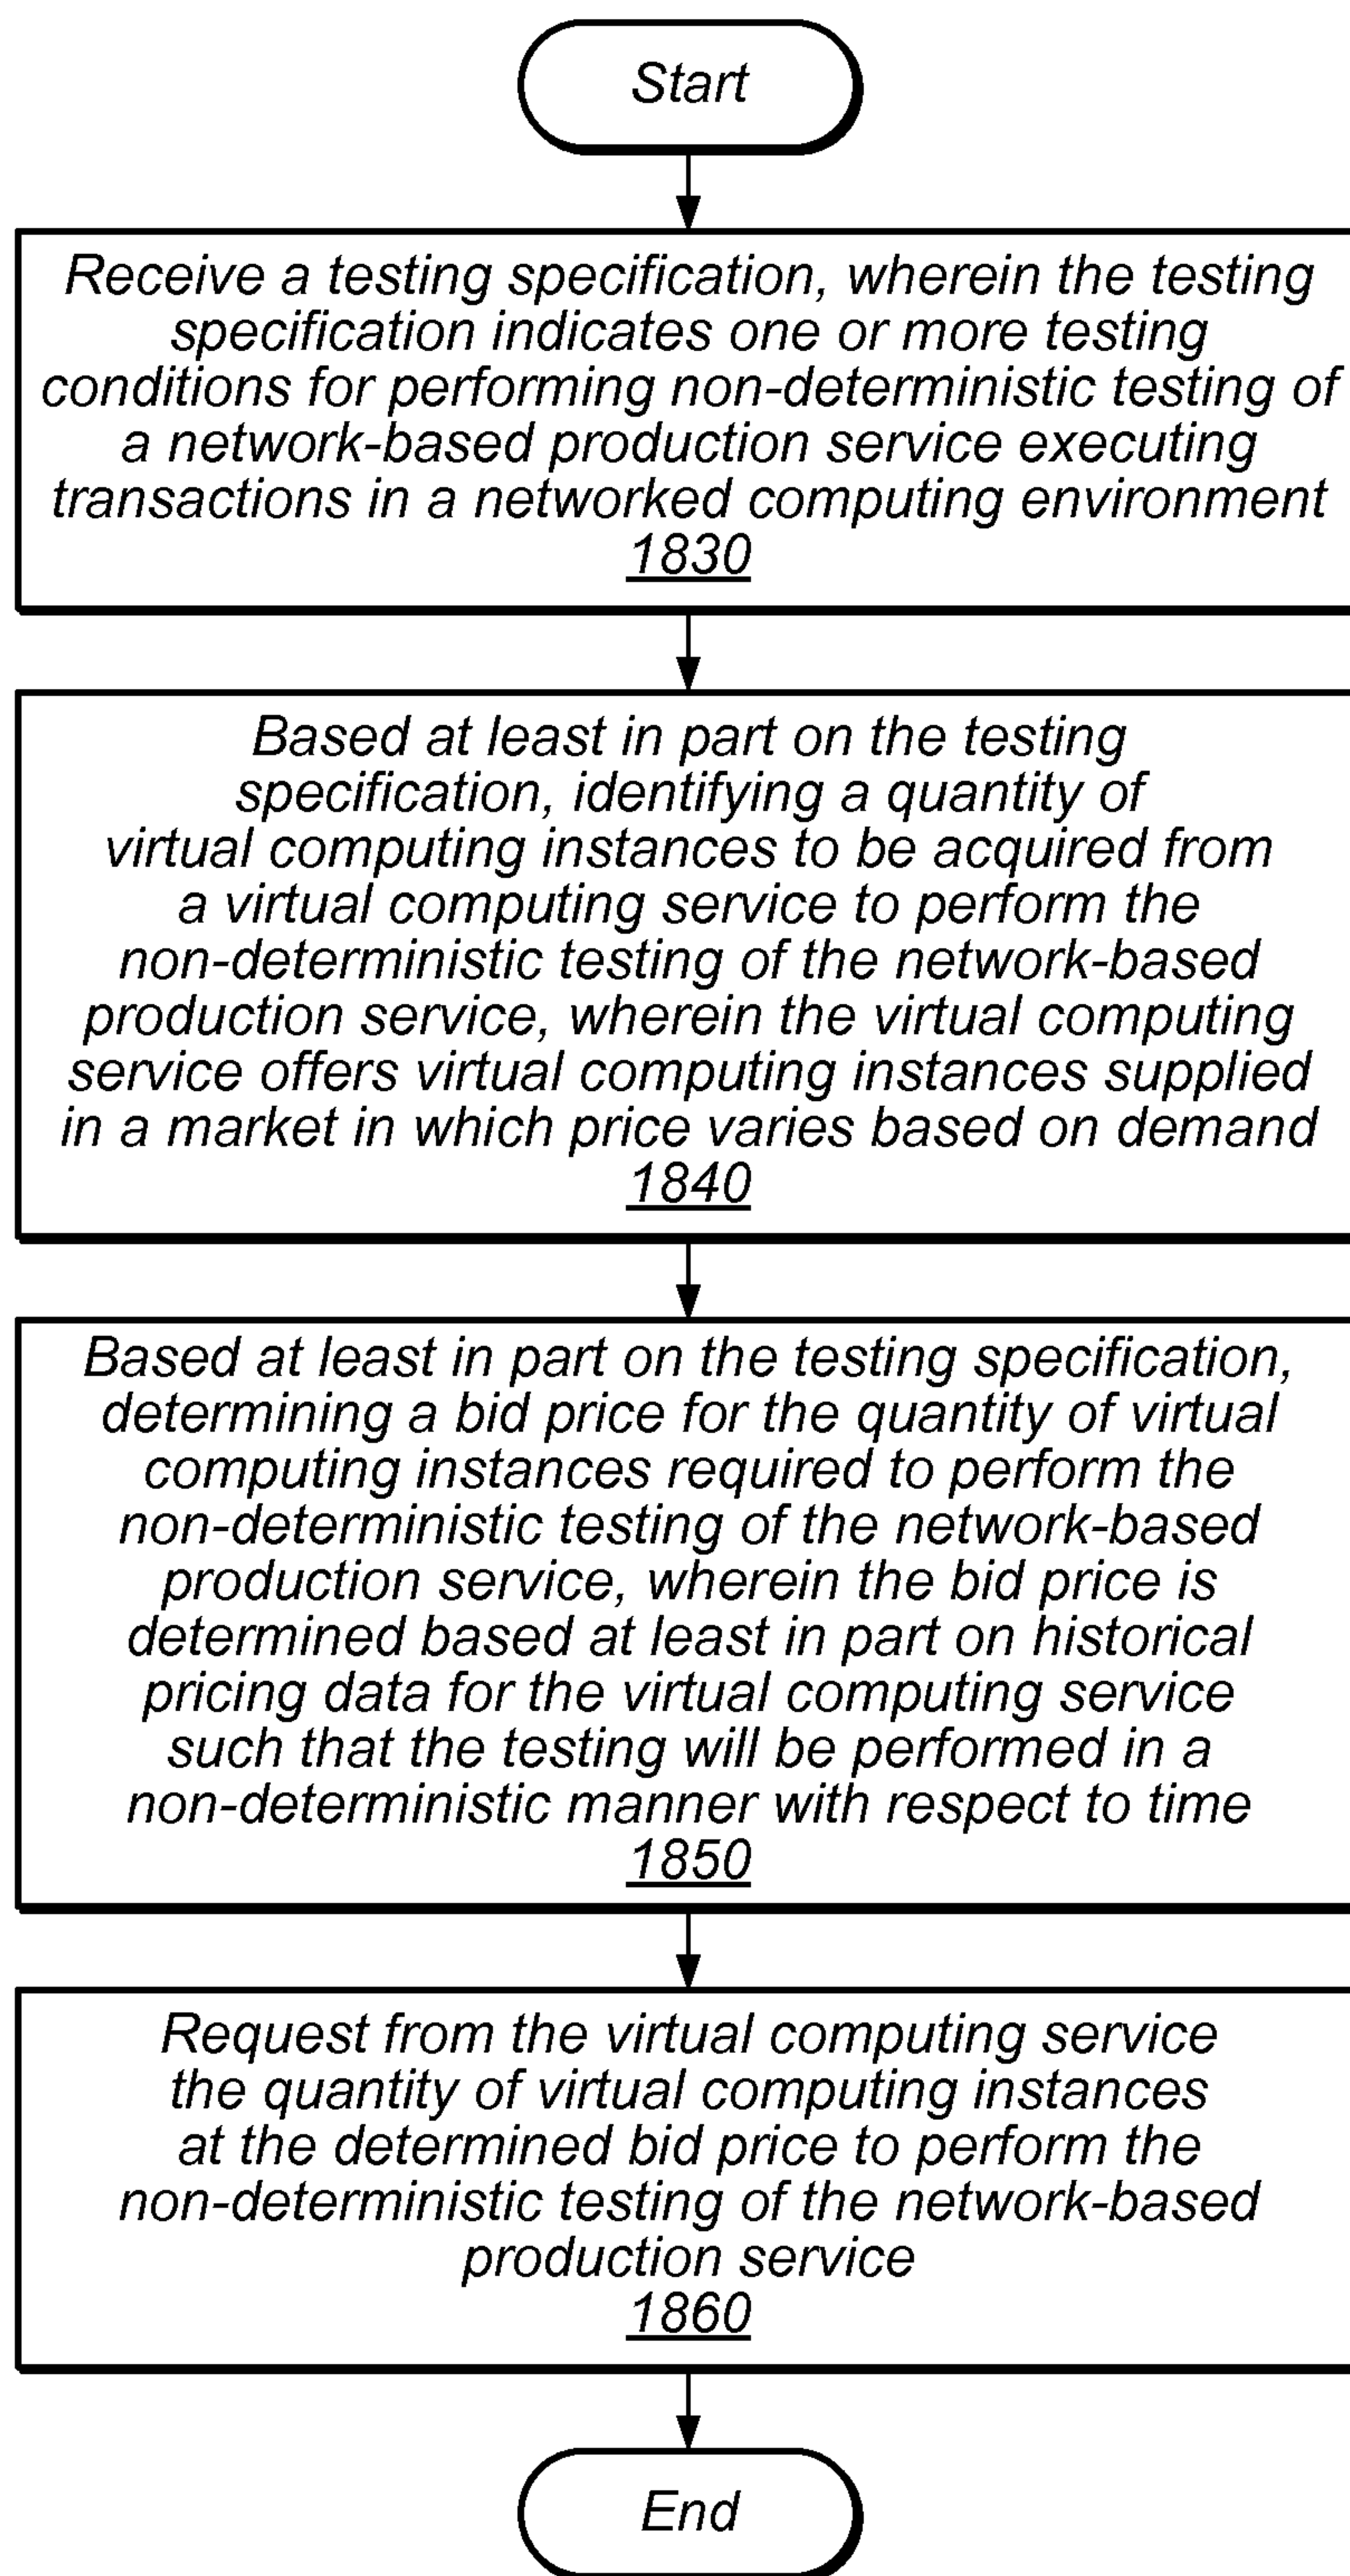 Start
Receive a testing specification, wherein the testing
specification indicates one or more testing
conditions for performing non-deterministic testing of
a network-based production service executing
transactions in a networked computing environment
1830
Based at least in part on the testing
specification, identifying a quantity of
virtual computing instances to be acquired from
a virtual computing service to perform the
non-deterministic testing of the network-based
production service, wherein the virtual computing
service offers virtual computing instances supplied
in a market in which price varies based on demand
1840
Based at least in part on the testing specification,
determining a bid price for the quantity of virtual
computing instances required to perform the
non-deterministic testing of the network-based
production service, wherein the bid price is
determined based at least in part on historical
pricing data for the virtual computing service
such that the testing will be performed in a
non-deterministic manner with respect to time
1850
Request from the virtual computing service
the quantity of virtual computing instances
at the determined bid price to perform the
non-deterministic testing of the network-based
production service
1860
End